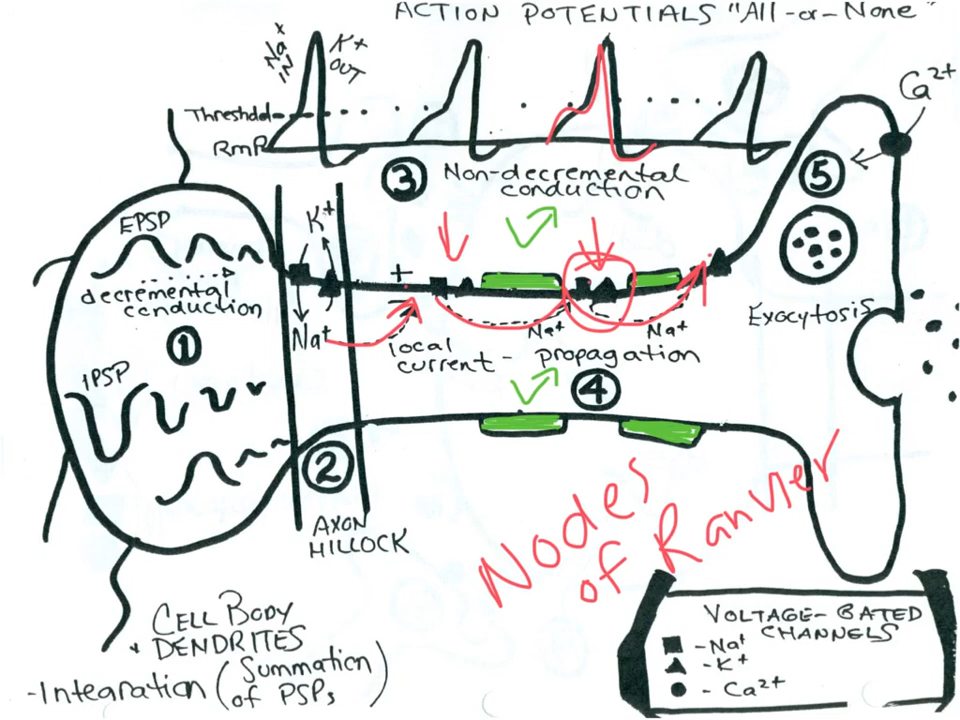 ACTION POTENTIALS "All-or-None"
Na+
IN
K+
OUT
Threshold
RmP
Ca2+
3
Non-decremental
conduction
5
EPSP
decremental
conduction
1
IPSP
K+
Na+
+
local
current - propagation
Na+
Na+
4
Exocytosis
2
AXON
HILLOCK
Nodes
of Ranvier
CELL BODY
+ DENDRITES
-Integration (Summation
of PSPs)
VOLTAGE-GATED
CHANNELS
- Na+
- K+
- Ca2+